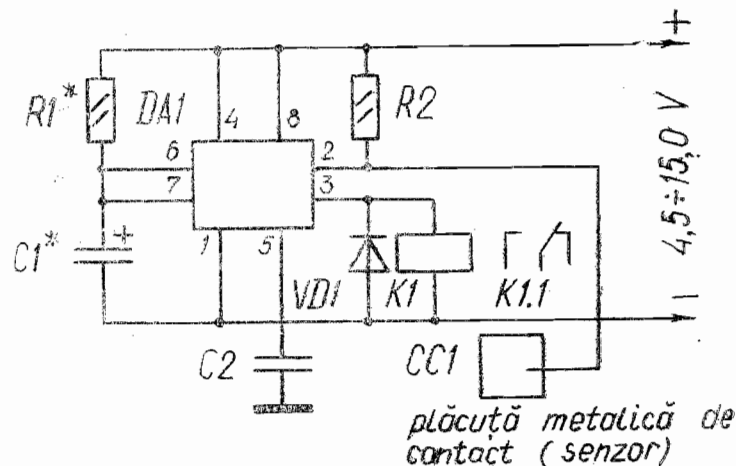 +
R1*
DA1
4
8
R2
6
7
2
3
C1*
+
1
5
VD1
K1
K1.1
4,5÷15,0 V
–
C2
CC1
plăcuță metalică de
contact (senzor)